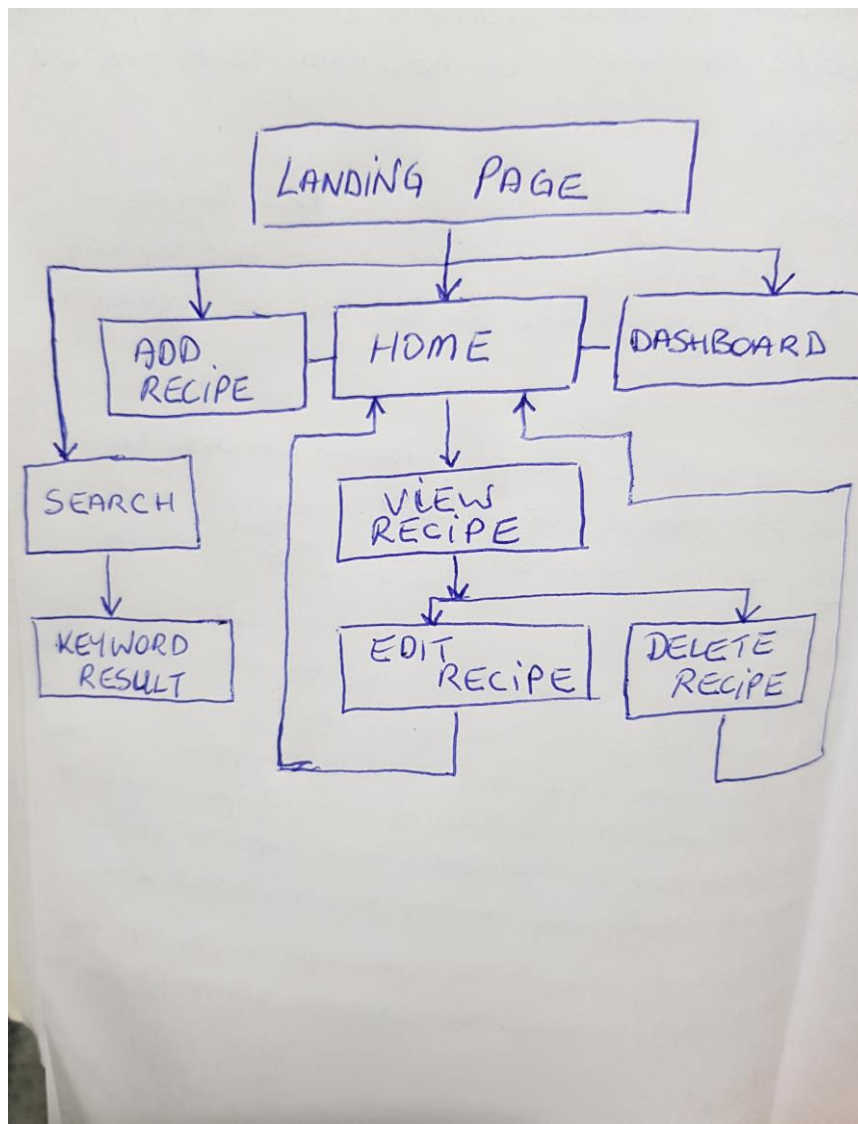 LANDING PAGE
ADD
RECIPE
HOME
DASHBOARD
SEARCH
VIEW
RECIPE
KEYWORD
RESULT
EDIT
RECIPE
DELETE
RECIPE